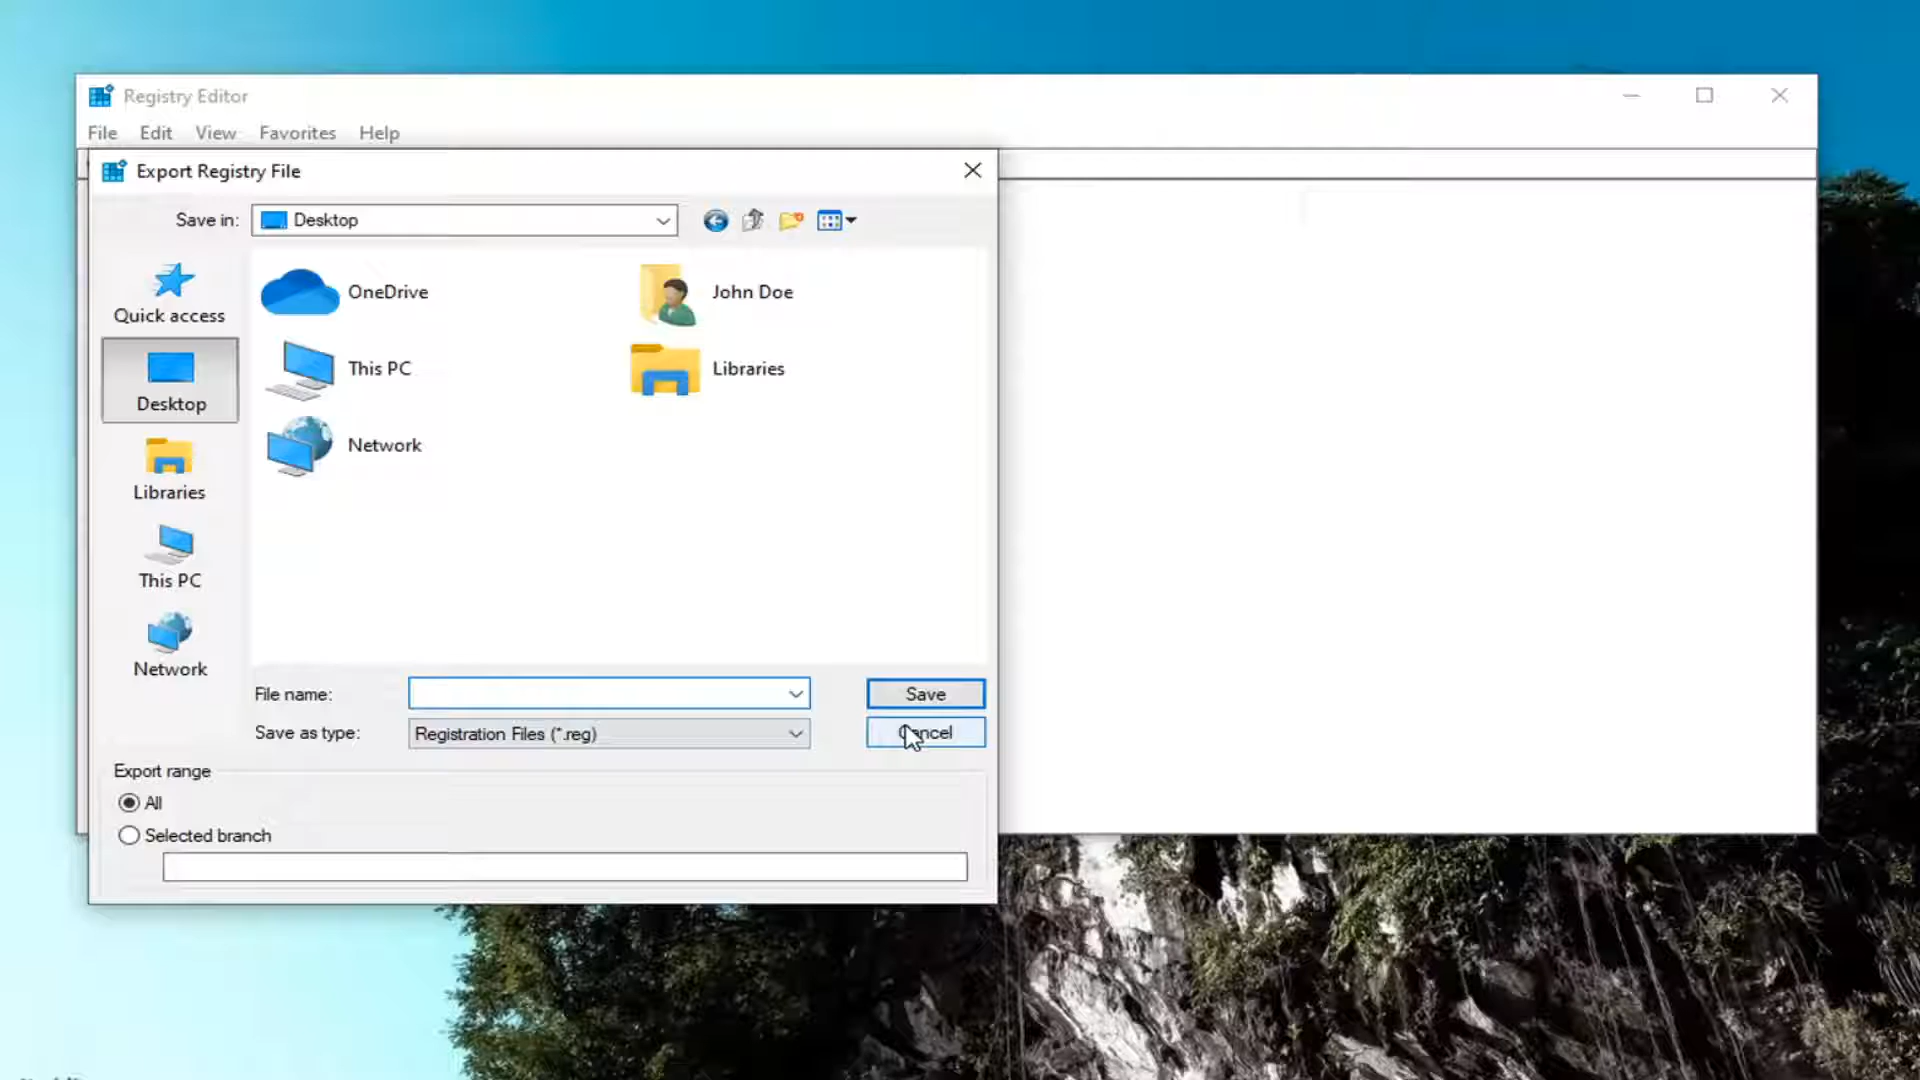 Registry Editor
File Edit View Favorites Help
Export Registry File
Save in: Desktop
Quick access
Desktop
Libraries
This PC
Network
OneDrive
John Doe
This PC
Libraries
Network
File name:
Save
Save as type: Registration Files (*.reg)
Cancel
Export range
All
Selected branch